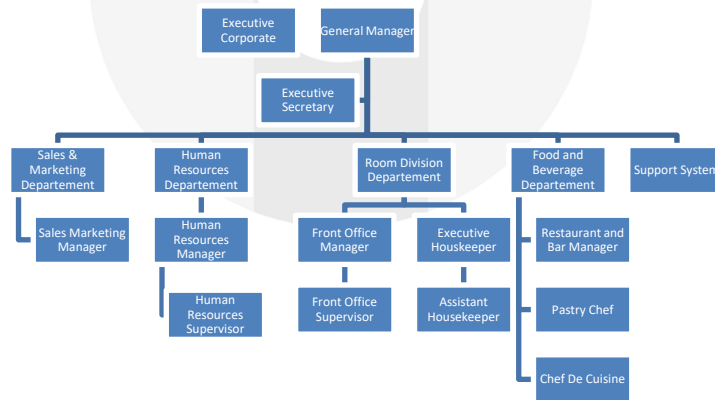 Executive
Corporate
General Manager
Executive
Secretary
Sales &
Marketing
Departement
Human
Resources
Departement
Room Division
Departement
Food and
Beverage
Departement
Support System
Sales Marketing
Manager
Human
Resources
Manager
Front Office
Manager
Executive
Houskeeper
Restaurant and
Bar Manager
Human
Resources
Supervisor
Front Office
Supervisor
Assistant
Housekeeper
Pastry Chef
Chef De Cuisine